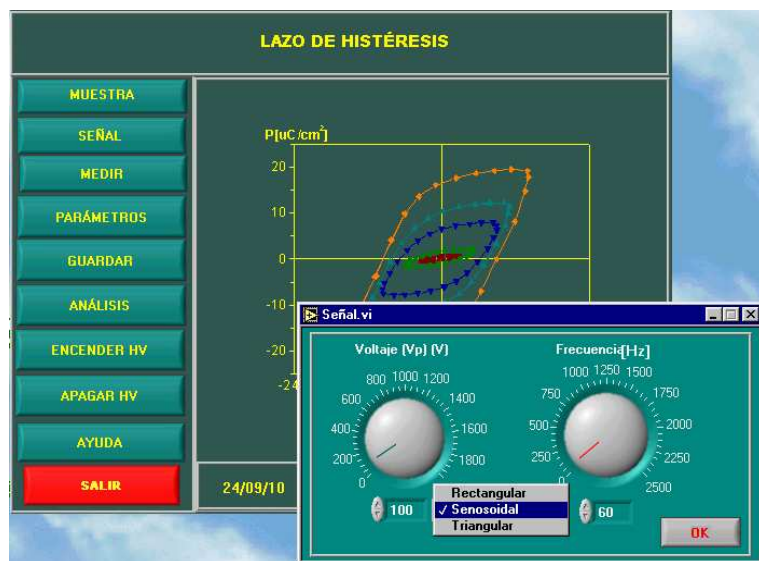 LAZO DE HISTÉRESIS
MUESTRA
SEÑAL
MEDIR
PARÁMETROS
GUARDAR
ANÁLISIS
ENCENDER HV
APAGAR HV
AYUDA
SALIR
P[uC/cm²]
20
10
0
-10
-20
-24
24/09/10
Señal.vi
Voltaje (Vp) (V)
0
200
400
600
800
1000
1200
1400
1600
1800
100
Rectangular
✓ Senosoidal
Triangular
Frecuencia[Hz]
0
250
500
750
1000
1250
1500
1750
2000
2250
2500
60
OK